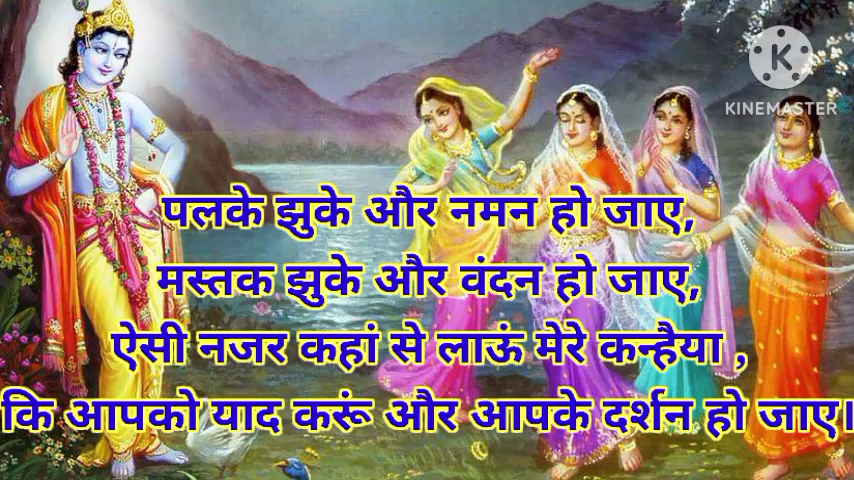 KINEMASTER
पलके झुके और नमन हो जाए,
मस्तक झुके और वंदन हो जाए,
ऐसी नजर कहां से लाऊं मेरे कन्हैया ,
कि आपको याद करूं और आपके दर्शन हो जाए।